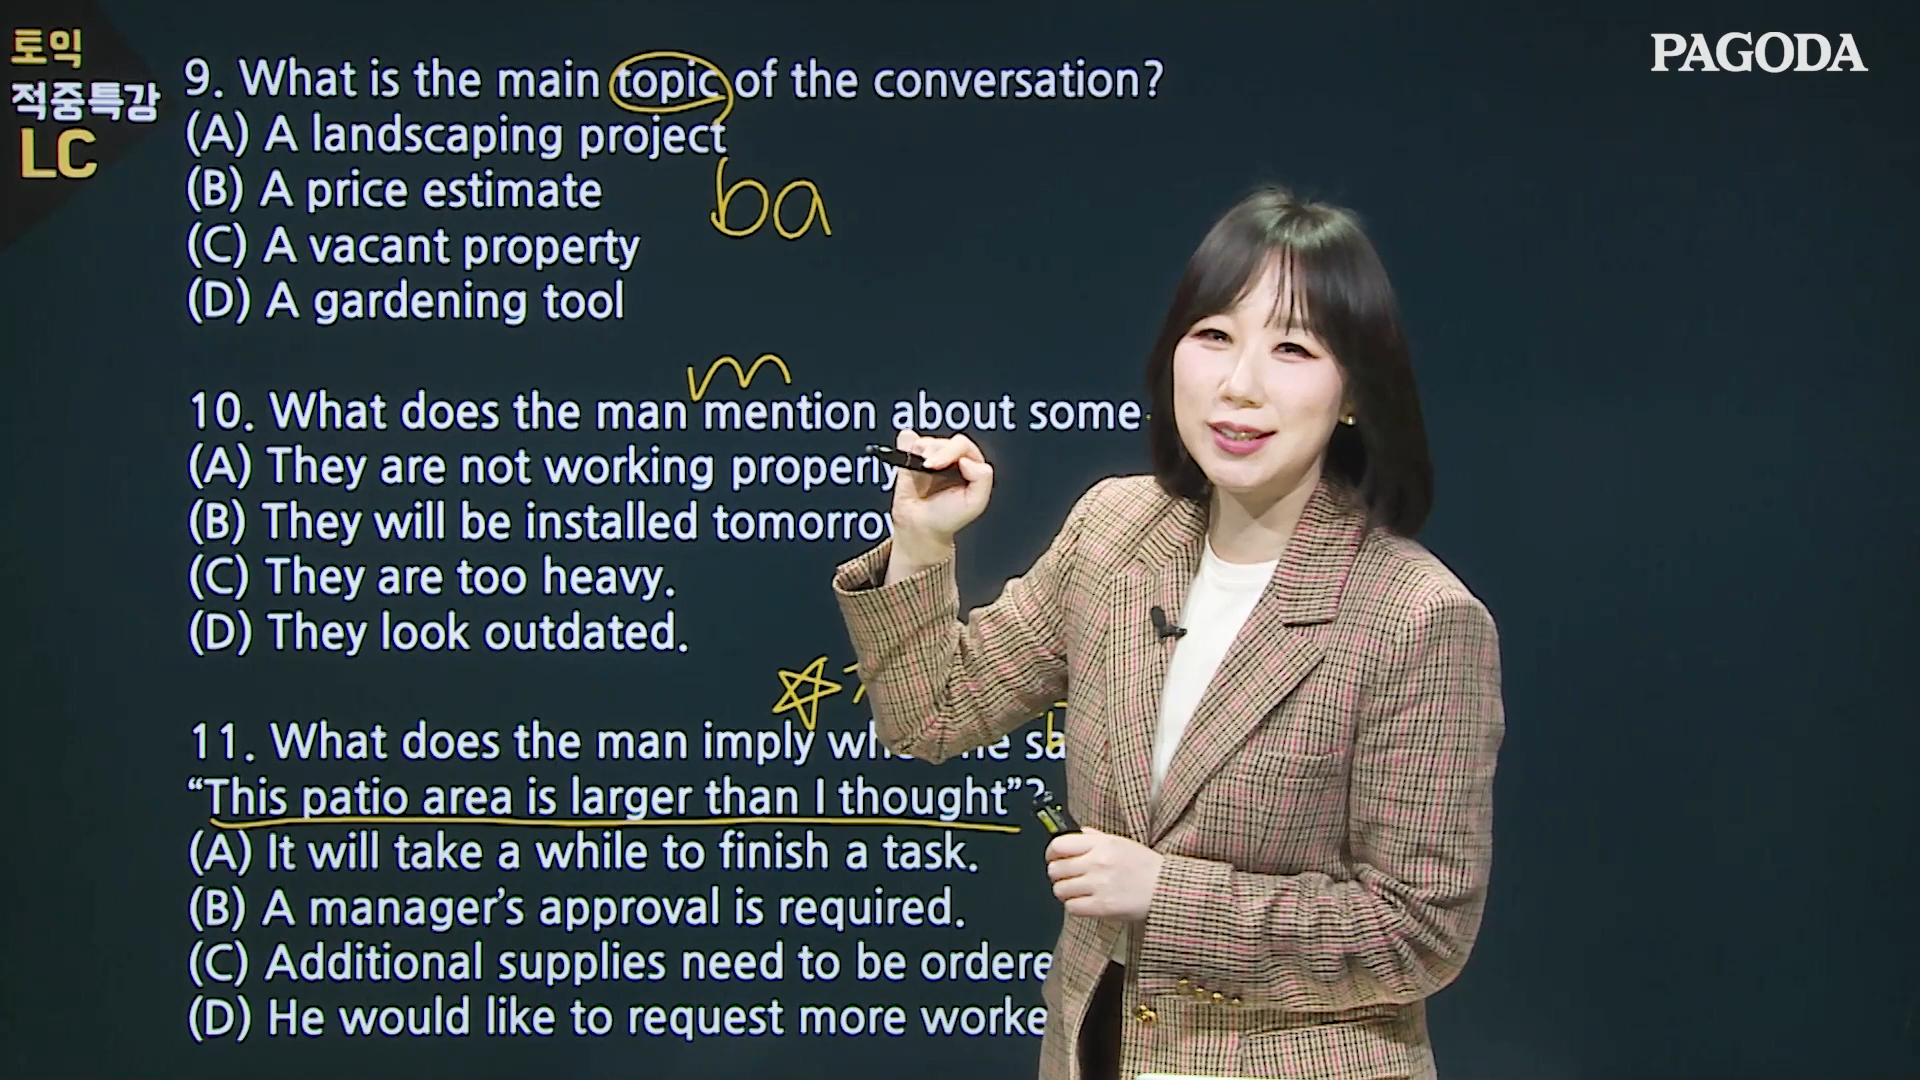 토익
적중특강
LC
PAGODA
9. What is the main topic of the conversation?
(A) A landscaping project
(B) A price estimate
ba
(C) A vacant property
(D) A gardening tool
m
10. What does the man mention about some
(A) They are not working properly
(B) They will be installed
(C) They are too heavy.
(D) They look outdated.
11. What does the man imply
“This patio area is larger than I thought”?
(A) It will take a while to finish a task.
(B) A manager’s approval is required.
(C) Additional supplies need to be
(D) He would like to request more